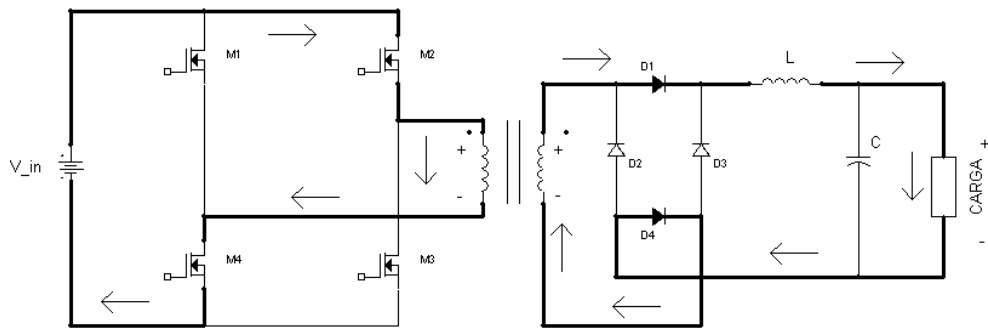 M1
M2
D1
L
V_in
+
-
+
-
D2
D3
C
+
CARGA
-
D4
M4
M3